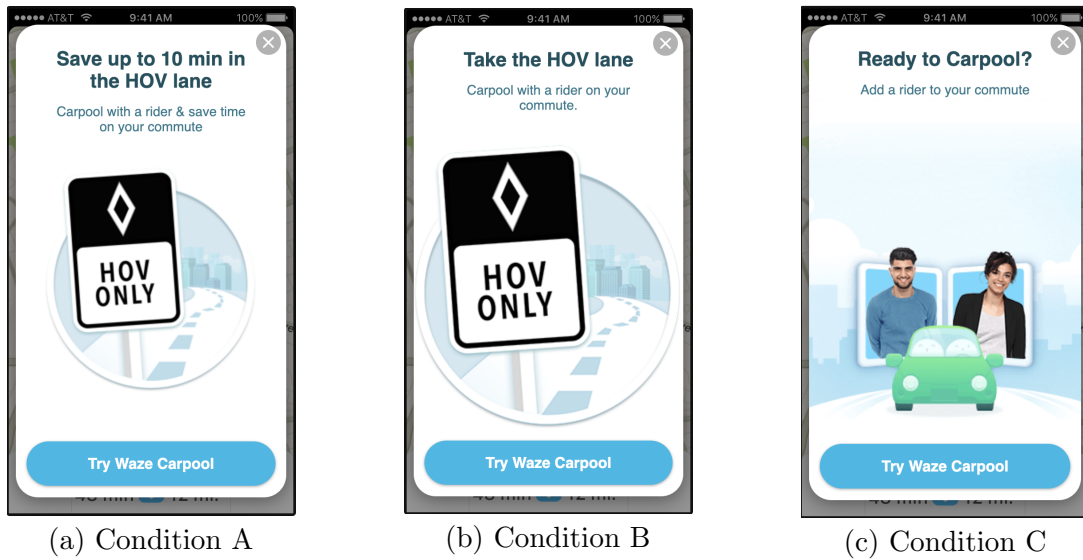 AT&T 9:41 AM 100%
Save up to 10 min in
the HOV lane
Carpool with a rider & save time
on your commute
HOV
ONLY
Try Waze Carpool
(a) Condition A
AT&T 9:41 AM 100%
Take the HOV lane
Carpool with a rider on your
commute.
HOV
ONLY
Try Waze Carpool
(b) Condition B
AT&T 9:41 AM 100%
Ready to Carpool?
Add a rider to your commute
Try Waze Carpool
(c) Condition C